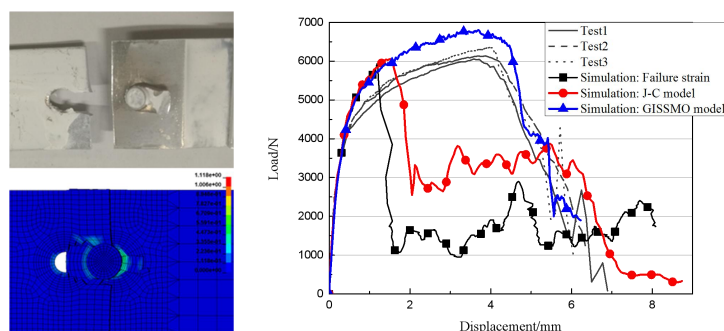 1.118e+00
1.006e+00
7000
6000
5000
4000
3000
2000
1000
0
Load/N
0
2
4
6
8
Displacement/mm
Test1
Test2
Test3
Simulation: Failure strain
Simulation: J-C model
Simulation: GISSMO model